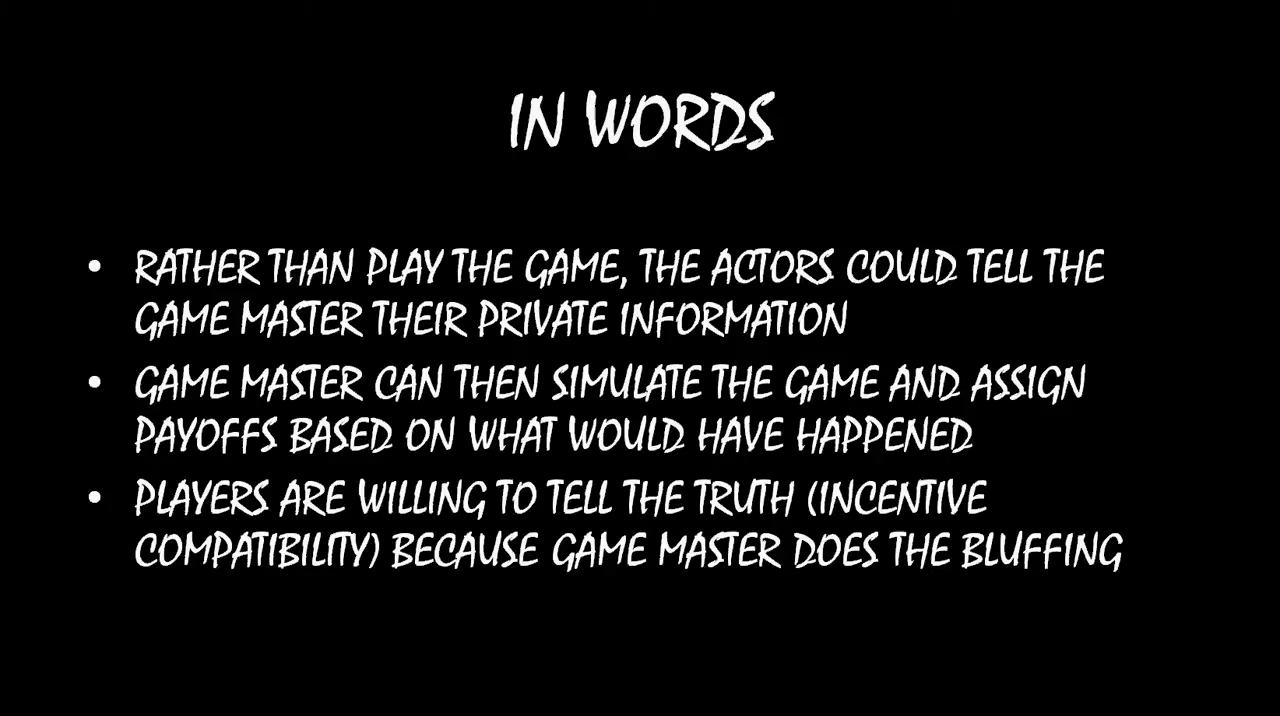 IN WORDS
• RATHER THAN PLAY THE GAME, THE ACTORS COULD TELL THE
GAME MASTER THEIR PRIVATE INFORMATION
• GAME MASTER CAN THEN SIMULATE THE GAME AND ASSIGN
PAYOFFS BASED ON WHAT WOULD HAVE HAPPENED
• PLAYERS ARE WILLING TO TELL THE TRUTH (INCENTIVE
COMPATIBILITY) BECAUSE GAME MASTER DOES THE BLUFFING